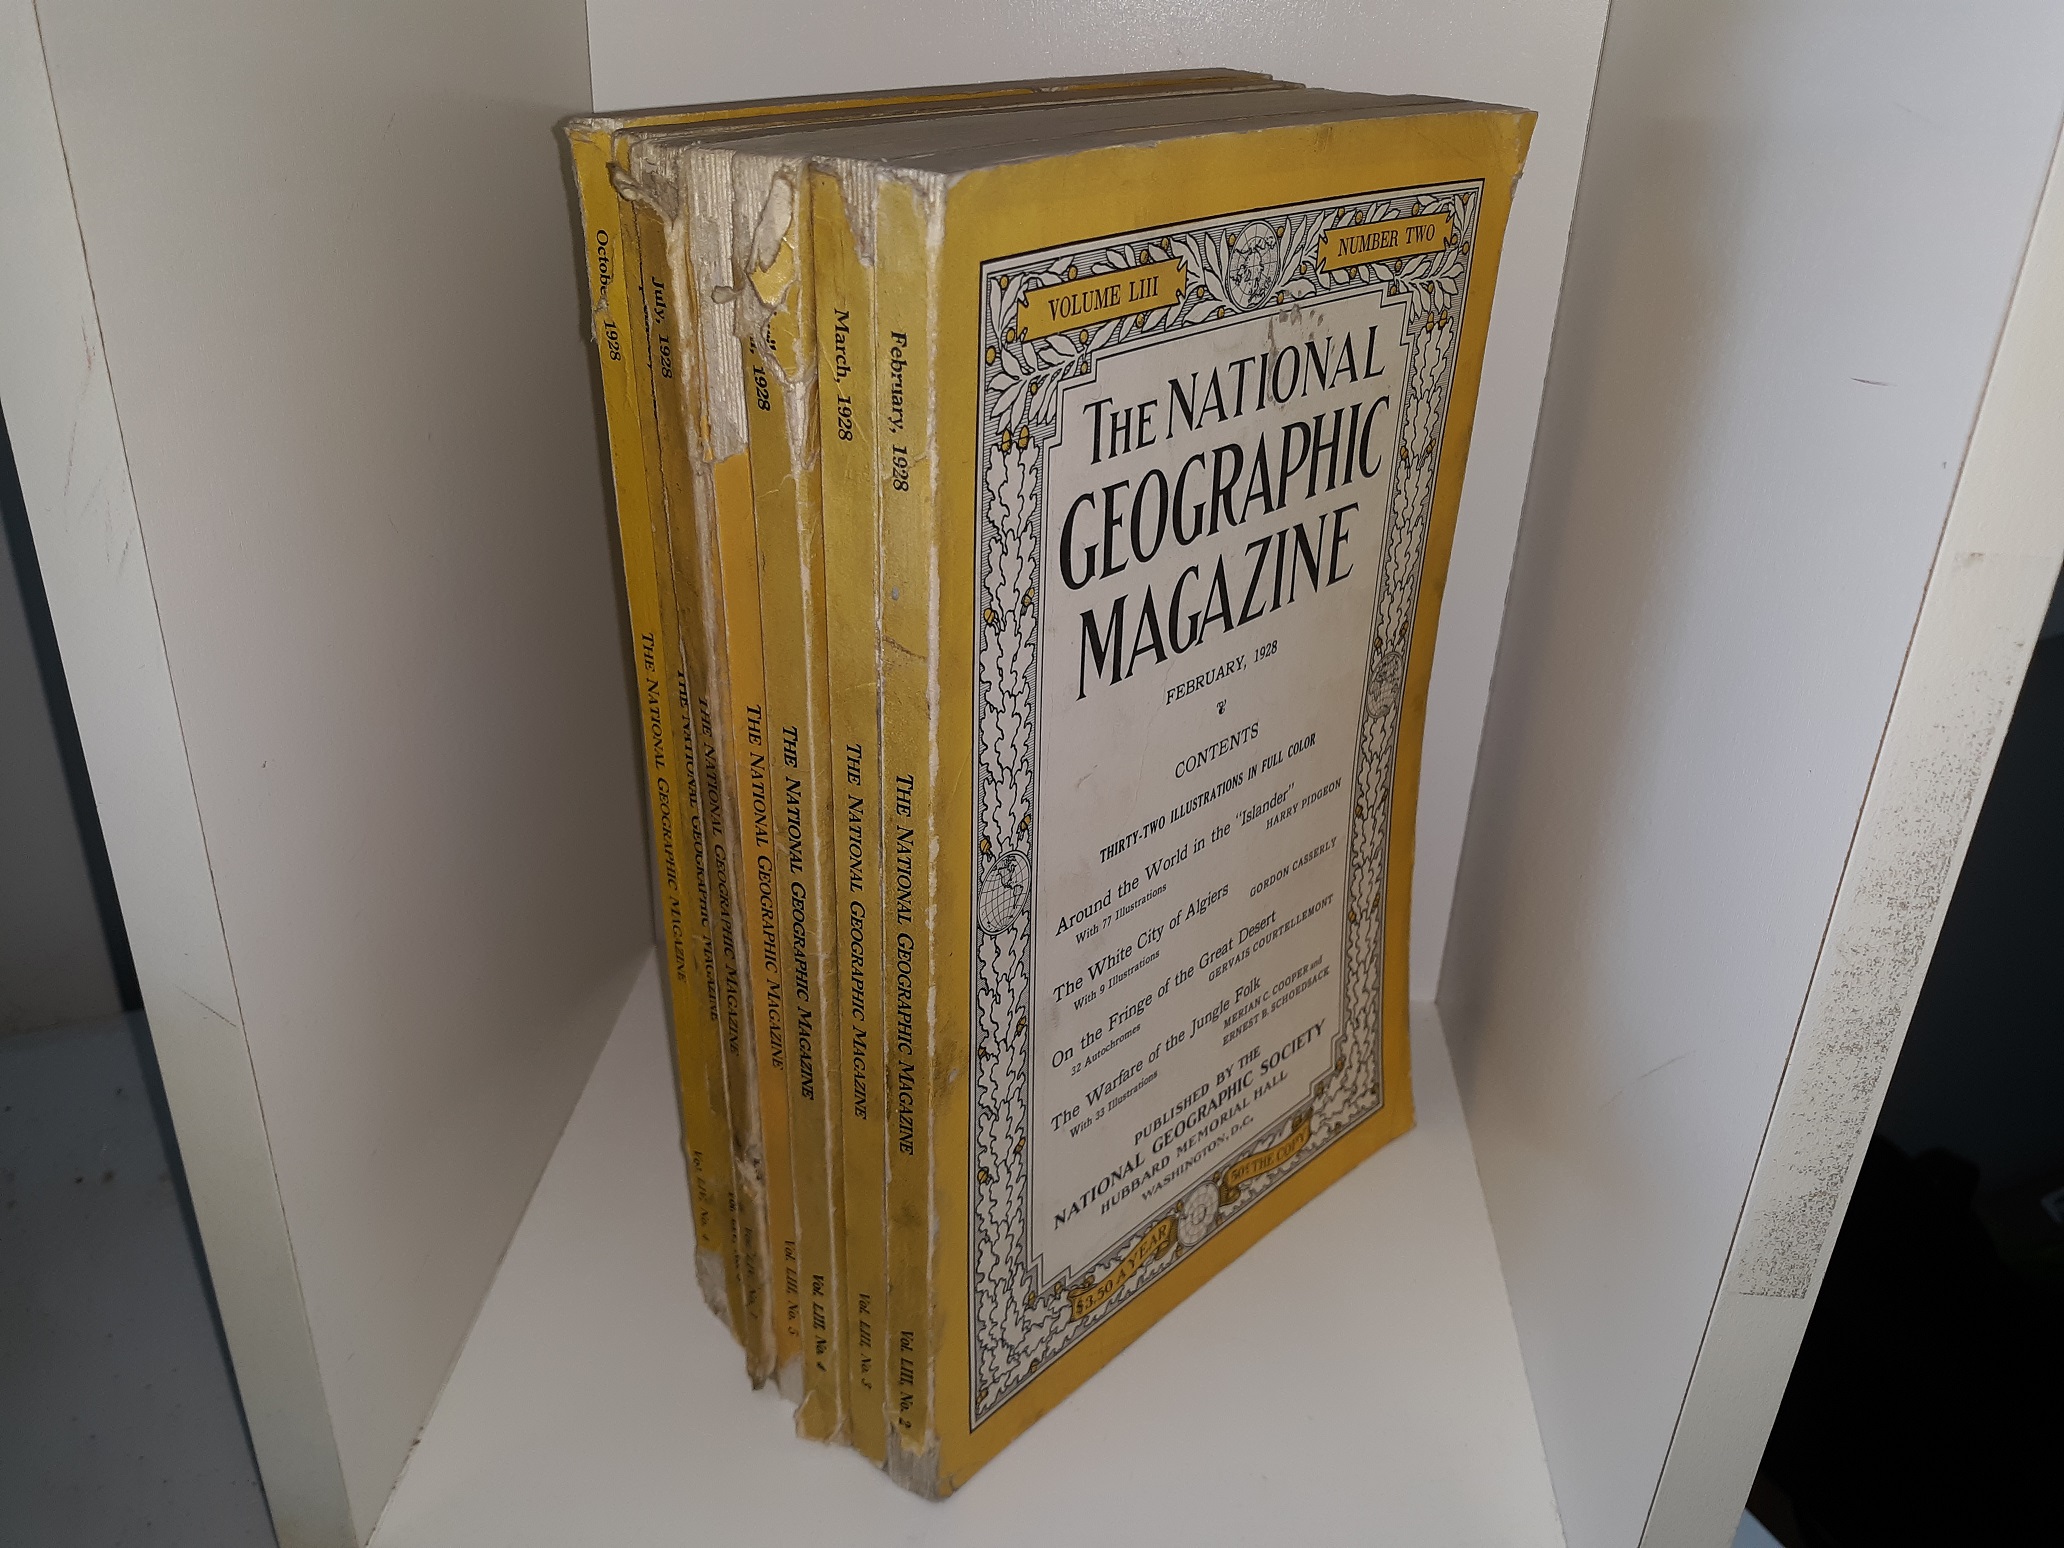 VOLUME LIII
NUMBER TWO
THE NATIONAL
GEOGRAPHIC
MAGAZINE
FEBRUARY, 1928
CONTENTS
THIRTY-TWO ILLUSTRATIONS IN FULL COLOR
Around the World in the "Islander"
With 77 Illustrations HARRY PIDGEON
The White City of Algiers
With 9 Illustrations GORDON CASSERLY
On the Fringe of the Great Desert
32 Autochromes GERVAIS COURTELLEMONT
The Warfare of the Jungle Folk
With 33 Illustrations MERIAN C. COOPER and
ERNEST B. SCHOEDSACK
PUBLISHED BY THE
NATIONAL GEOGRAPHIC SOCIETY
HUBBARD MEMORIAL HALL
WASHINGTON, D.C.
$3.50 A YEAR
50¢ THE COPY
February, 1928 THE NATIONAL GEOGRAPHIC MAGAZINE Vol. LIII, No. 2
March, 1928 THE NATIONAL GEOGRAPHIC MAGAZINE Vol. LIII, No. 3
1928 THE NATIONAL GEOGRAPHIC MAGAZINE Vol. LIII, No. 4
THE NATIONAL GEOGRAPHIC MAGAZINE Vol. LIII, No. 5
THE NATIONAL GEOGRAPHIC MAGAZINE
July, 1928 THE NATIONAL GEOGRAPHIC MAGAZINE
October, 1928 THE NATIONAL GEOGRAPHIC MAGAZINE Vol. LIV, No. 4